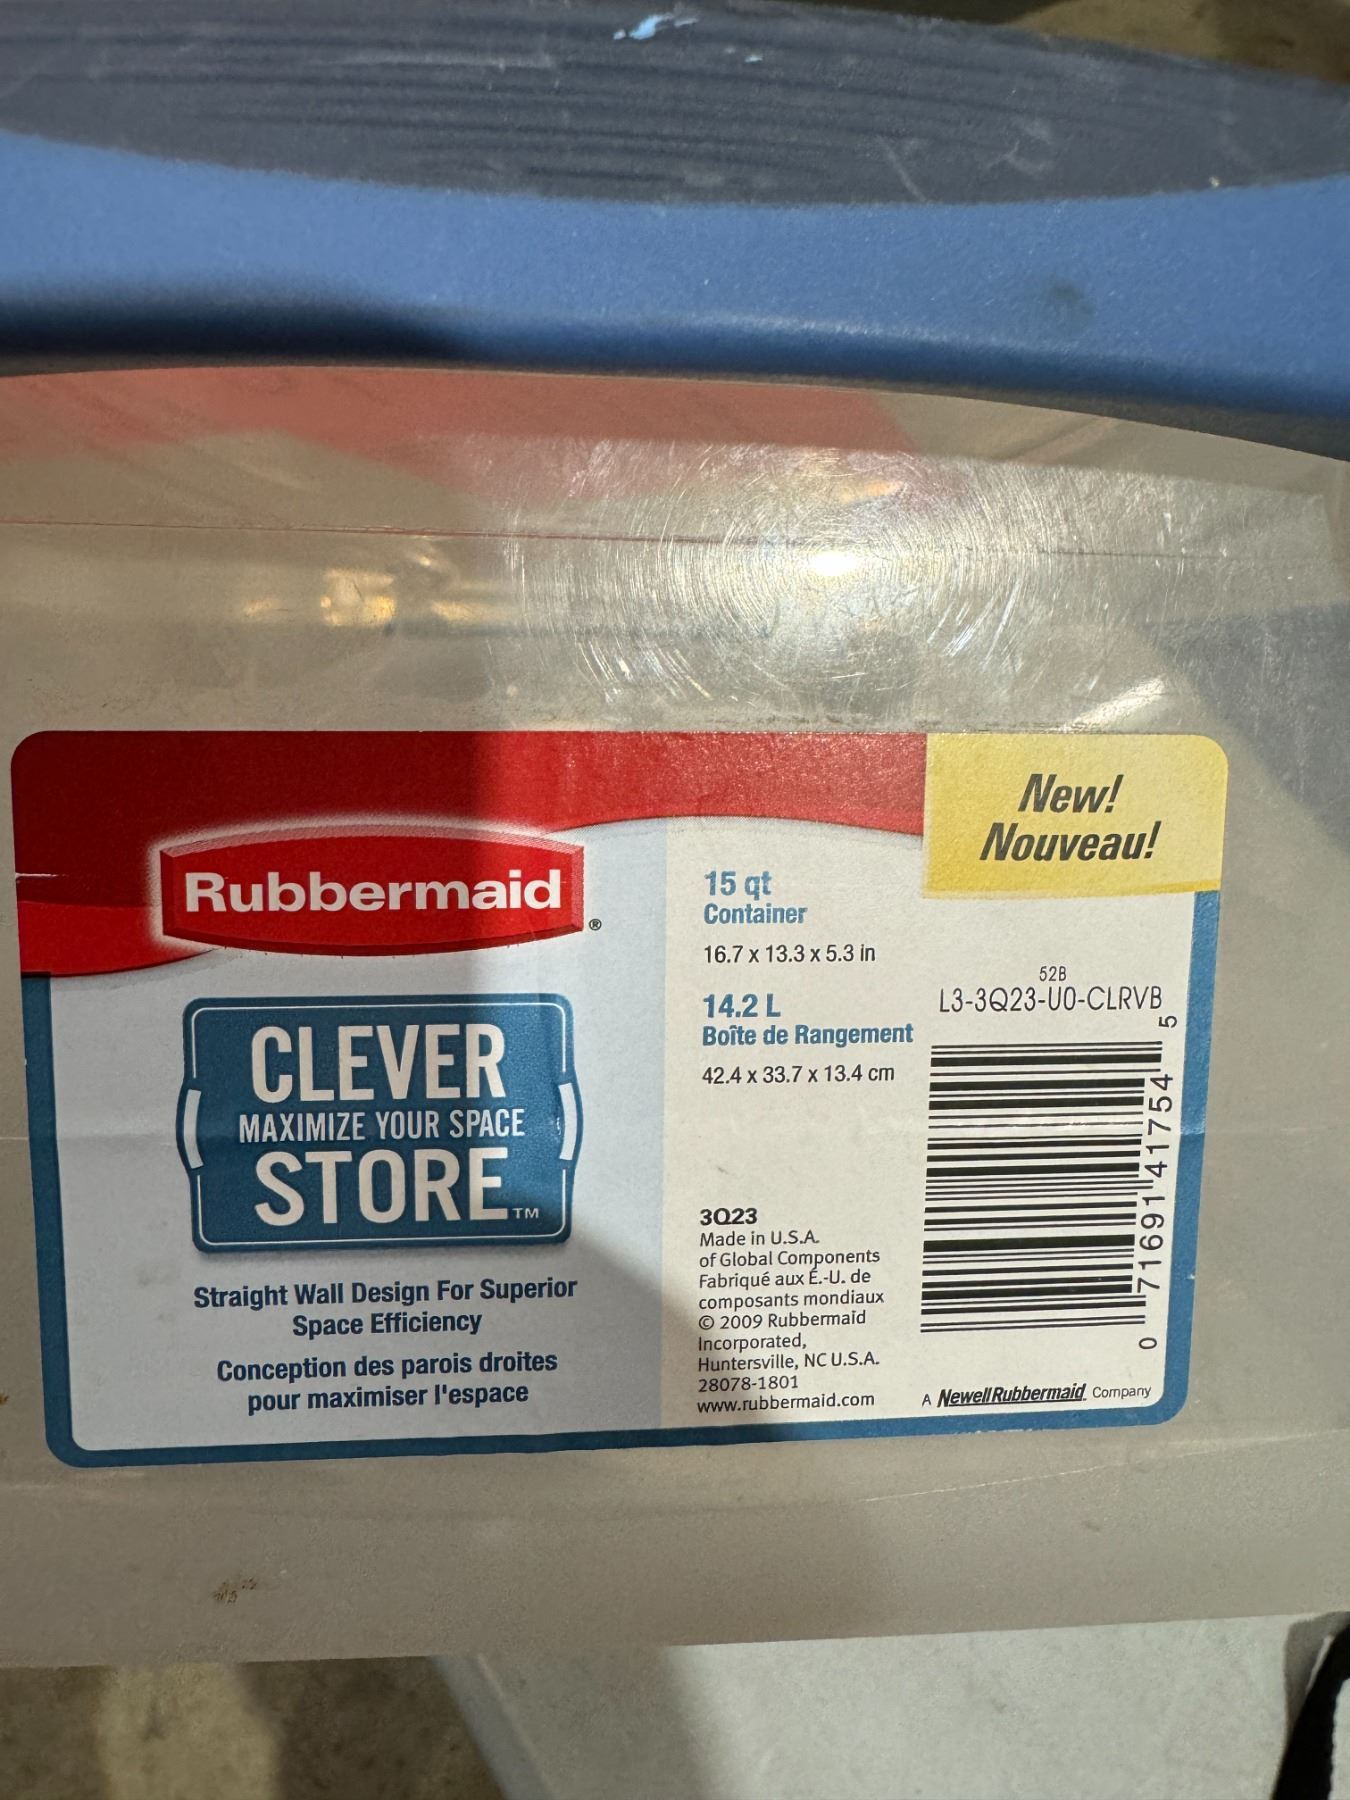 New!
Nouveau!
Rubbermaid®
CLEVER
MAXIMIZE YOUR SPACE
STORE™
Straight Wall Design For Superior
Space Efficiency
Conception des parois droites
pour maximiser l'espace
15 qt
Container
16.7 x 13.3 x 5.3 in
14.2 L
Boîte de Rangement
42.4 x 33.7 x 13.4 cm
3Q23
Made in U.S.A.
of Global Components
Fabriqué aux É.-U. de
composants mondiaux
© 2009 Rubbermaid
Incorporated,
Huntersville, NC U.S.A.
28078-1801
www.rubbermaid.com
52B
L3-3Q23-U0-CLRVB
0 71691 41754 5
A NewellRubbermaid Company